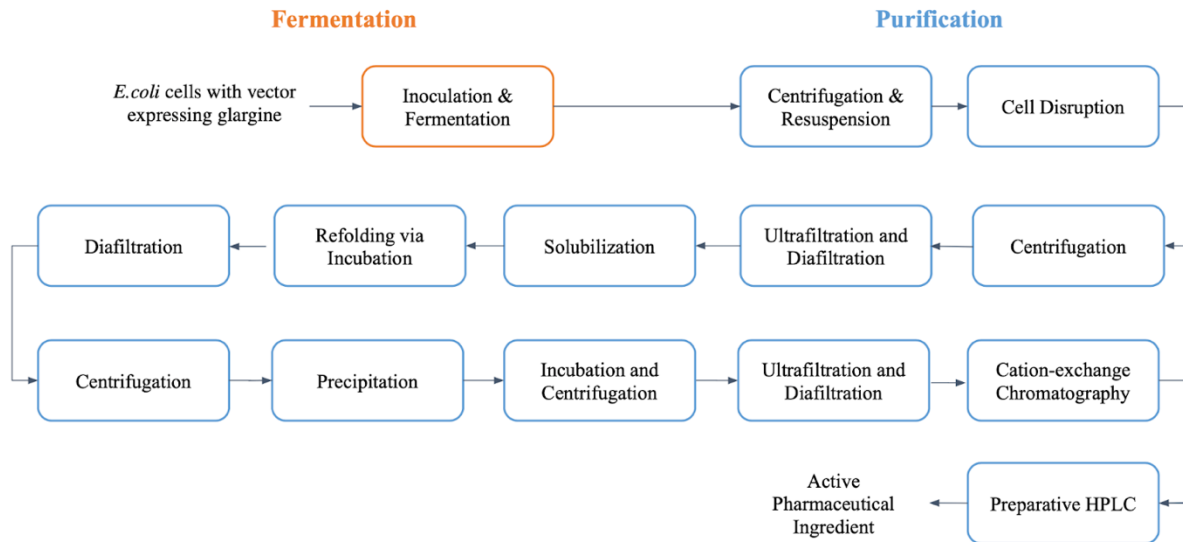 Fermentation
Purification
E.coli cells with vector
expressing glargine
Inoculation &
Fermentation
Centrifugation &
Resuspension
Cell Disruption
Centrifugation
Ultrafiltration and
Diafiltration
Solubilization
Refolding via
Incubation
Diafiltration
Centrifugation
Precipitation
Incubation and
Centrifugation
Ultrafiltration and
Diafiltration
Cation-exchange
Chromatography
Preparative HPLC
Active
Pharmaceutical
Ingredient